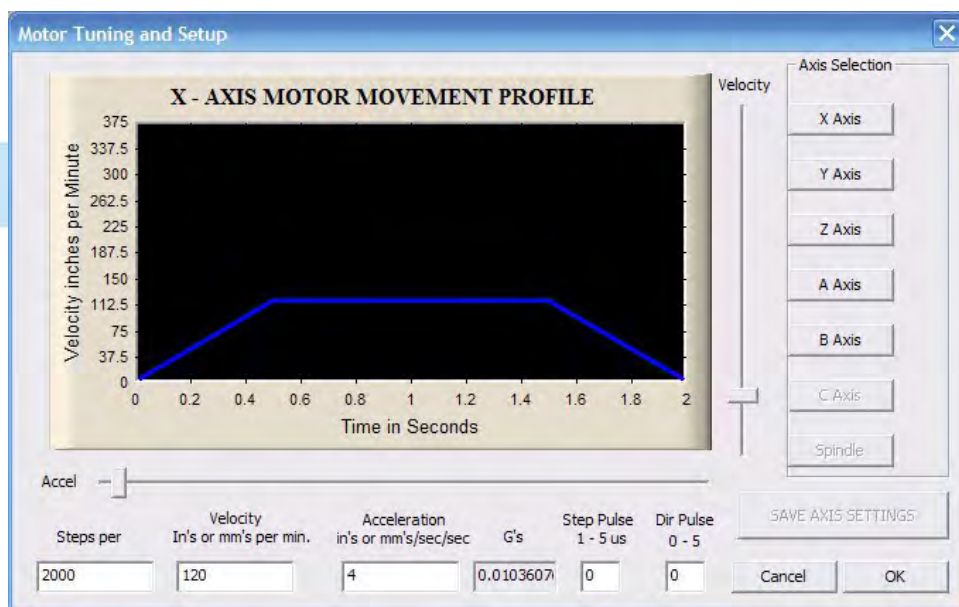 Motor Tuning and Setup
X - AXIS MOTOR MOVEMENT PROFILE
Velocity inches per Minute
375
337.5
300
262.5
225
187.5
150
112.5
75
37.5
0
0 0.2 0.4 0.6 0.8 1 1.2 1.4 1.6 1.8 2
Time in Seconds
Velocity
Axis Selection
X Axis
Y Axis
Z Axis
A Axis
B Axis
C Axis
Spindle
Accel
Steps per
Velocity
In's or mm's per min.
Acceleration
in's or mm's/sec/sec
G's
Step Pulse
1 - 5 us
Dir Pulse
0 - 5
2000
120
4
0.0103607
0
0
SAVE AXIS SETTINGS
Cancel
OK